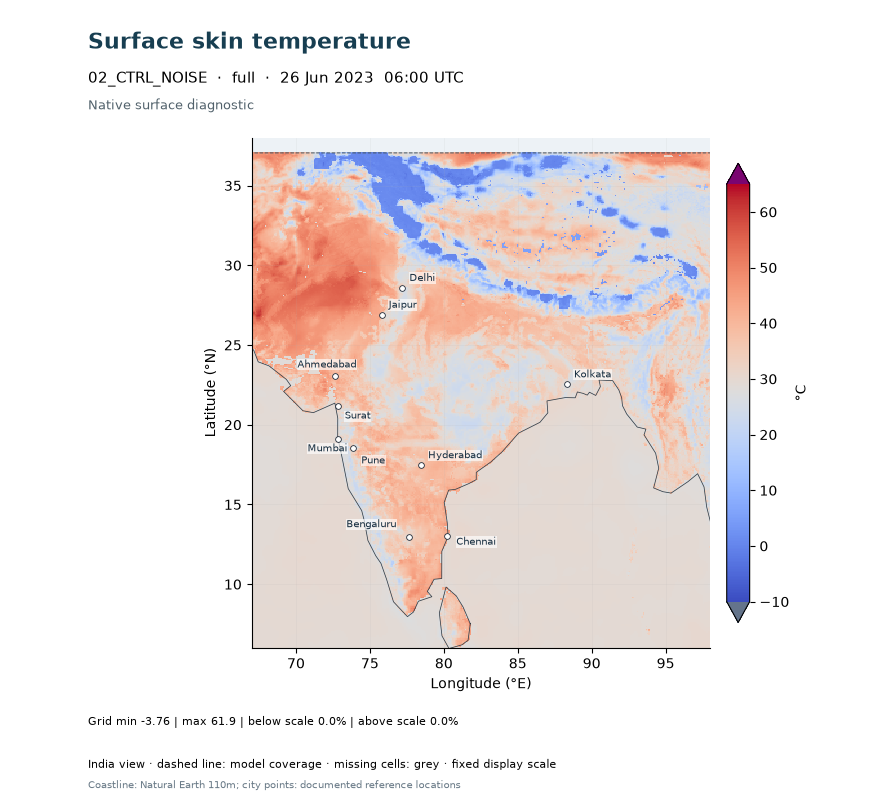 Surface skin temperature
02_CTRL_NOISE · full · 26 Jun 2023 06:00 UTC
Native surface diagnostic
35
30
25
20
15
10
Latitude (°N)
Delhi
Jaipur
Ahmedabad
Surat
Kolkata
Mumbai
Pune
Hyderabad
Bengaluru
Chennai
70
75
80
85
90
95
Longitude (°E)
60
50
40
30
20
10
0
−10
°C
Grid min -3.76 | max 61.9 | below scale 0.0% | above scale 0.0%
India view · dashed line: model coverage · missing cells: grey · fixed display scale
Coastline: Natural Earth 110m; city points: documented reference locations